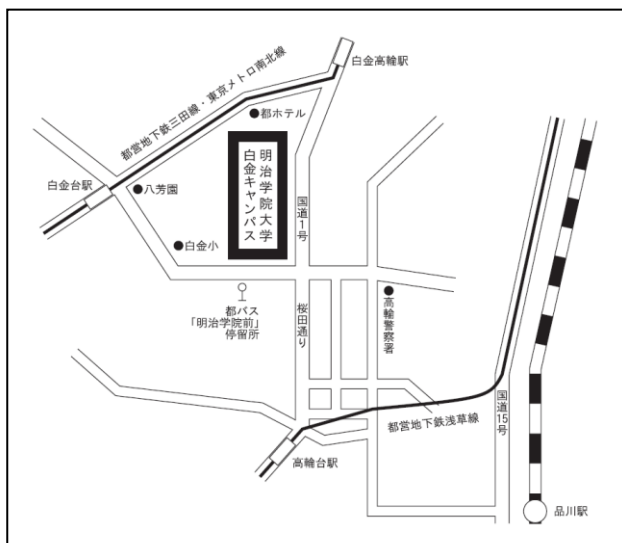 白金高輪駅
都営地下鉄三田線・東京メトロ南北線
●都ホテル
明治学院大学
白金キャンパス
国道1号
白金台駅
●八芳園
●白金小
都バス
「明治学院前」
停留所
桜田通り
●高輪警察署
都営地下鉄浅草線
国道15号
高輪台駅
品川駅